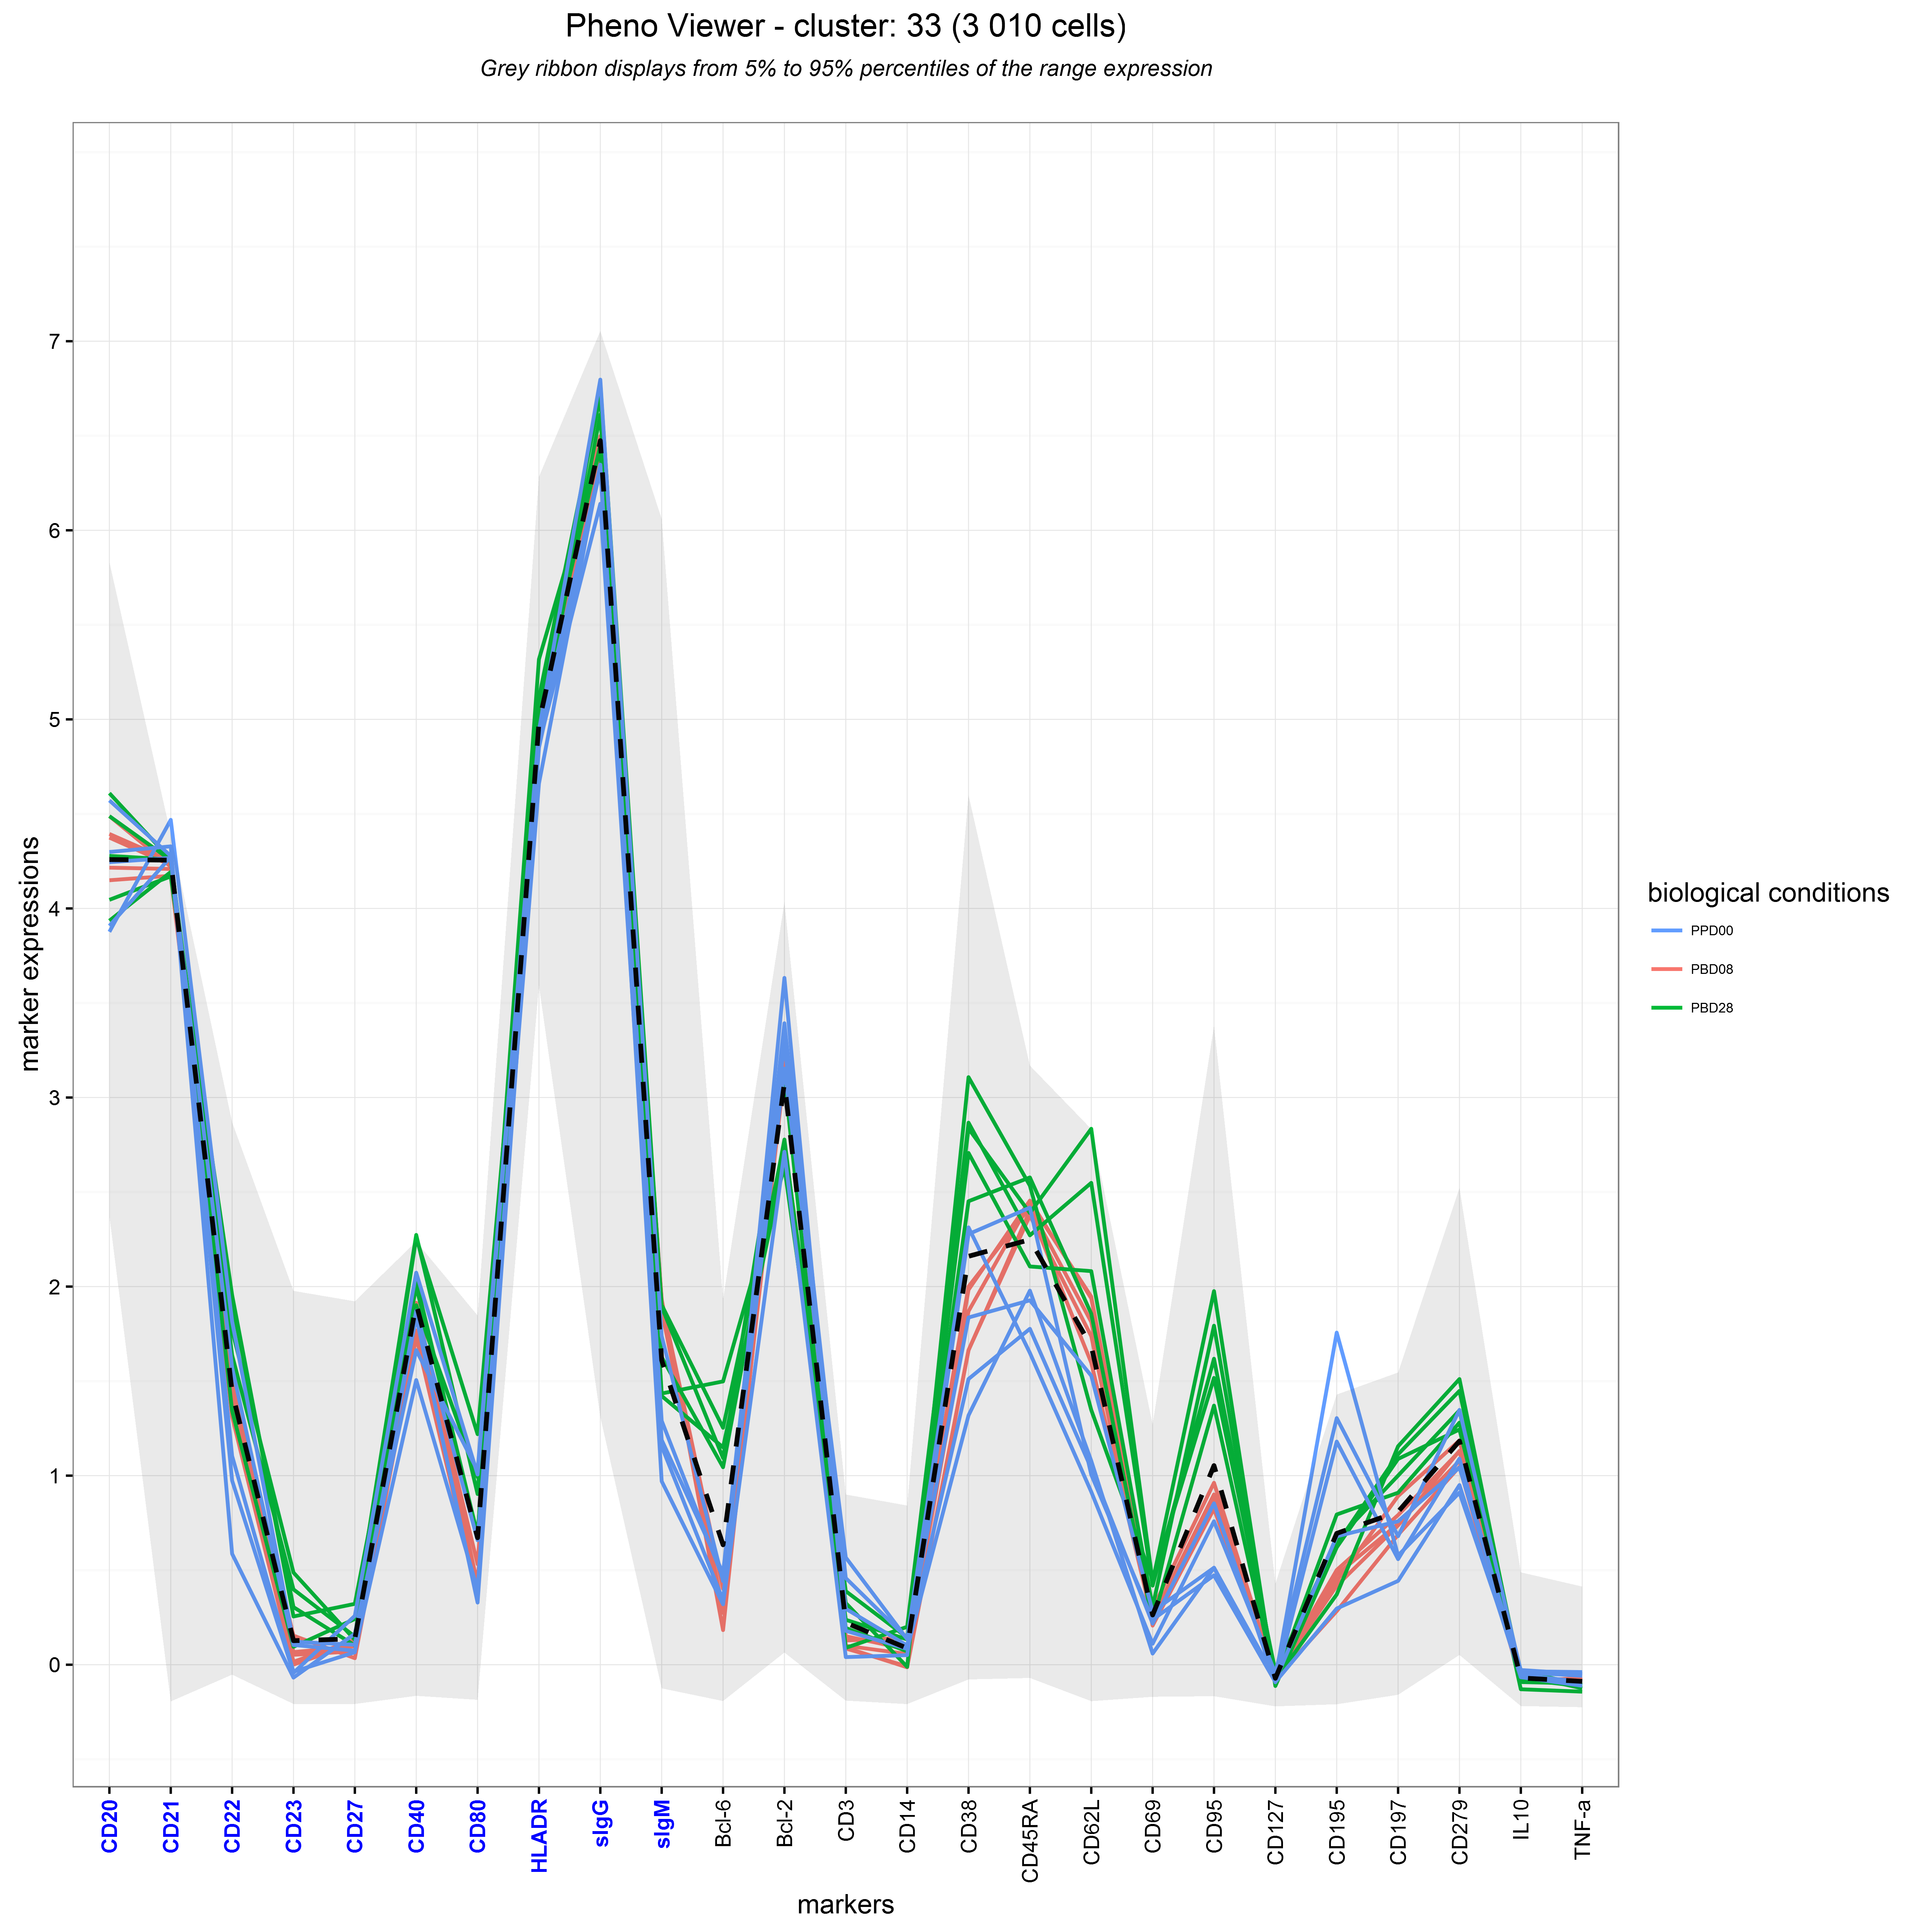 Pheno Viewer - cluster: 33 (3 010 cells)
Grey ribbon displays from 5% to 95% percentiles of the range expression
marker expressions
7
6
5
4
3
2
1
0
CD20
CD21
CD22
CD23
CD27
CD40
CD80
HLADR
sIgG
sIgM
Bcl-6
Bcl-2
CD3
CD14
CD38
CD45RA
CD62L
CD69
CD95
CD127
CD195
CD197
CD279
IL10
TNF-a
markers
biological conditions
PPD00
PBD08
PBD28